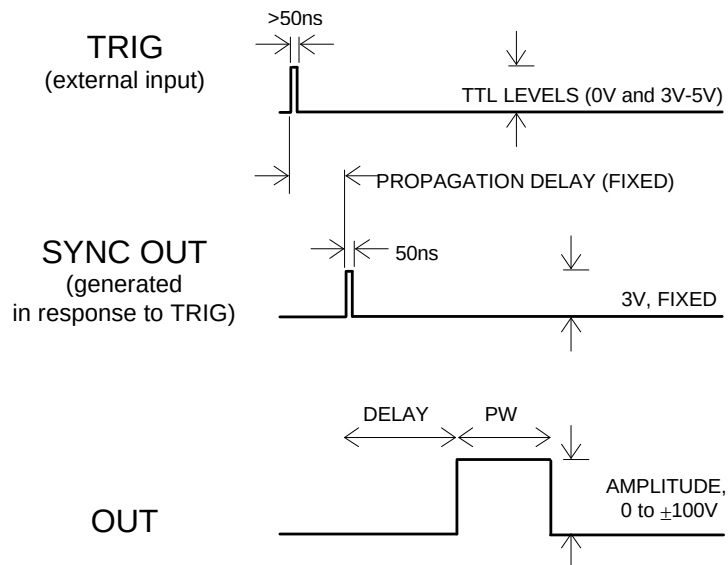 >50ns
TRIG
(external input)
TTL LEVELS (0V and 3V-5V)
PROPAGATION DELAY (FIXED)
SYNC OUT
(generated
in response to TRIG)
50ns
3V, FIXED
DELAY
PW
AMPLITUDE,
0 to ±100V
OUT